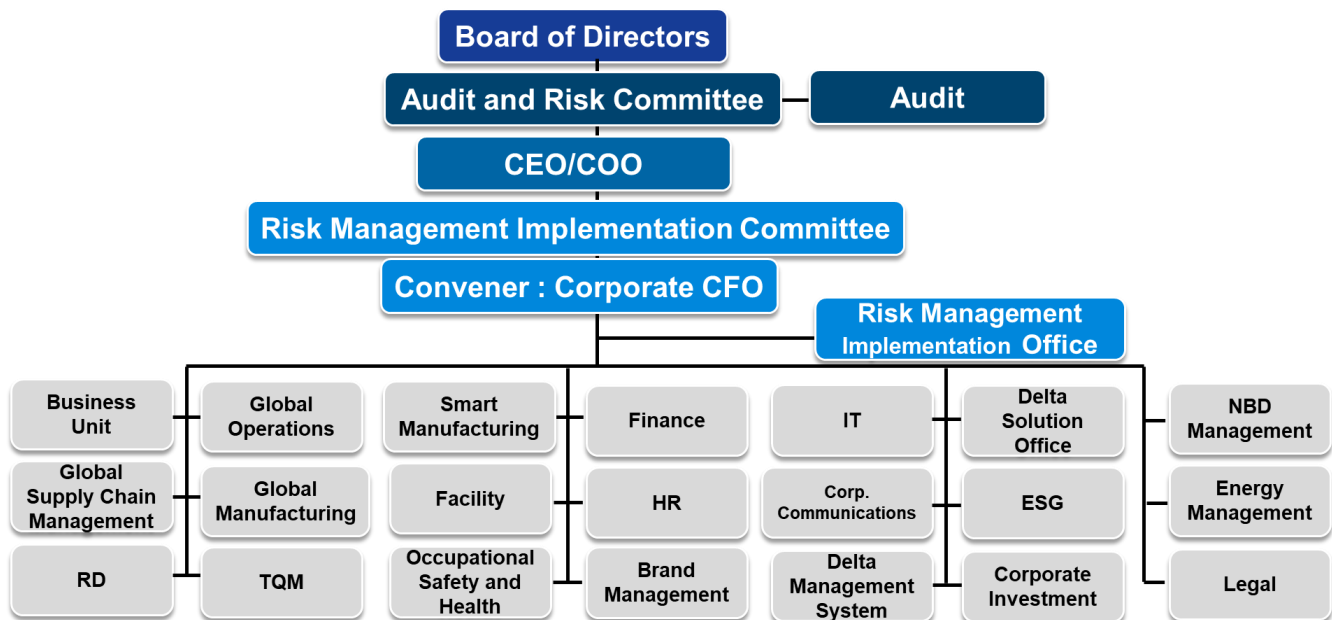 Board of Directors
Audit and Risk Committee
Audit
CEO/COO
Risk Management Implementation Committee
Convener : Corporate CFO
Risk Management
Implementation Office
Business
Unit
Global
Operations
Smart
Manufacturing
Finance
IT
Delta
Solution
Office
NBD
Management
Global
Supply Chain
Management
Global
Manufacturing
Facility
HR
Corp.
Communications
ESG
Energy
Management
RD
TQM
Occupational
Safety and
Health
Brand
Management
Delta
Management
System
Corporate
Investment
Legal